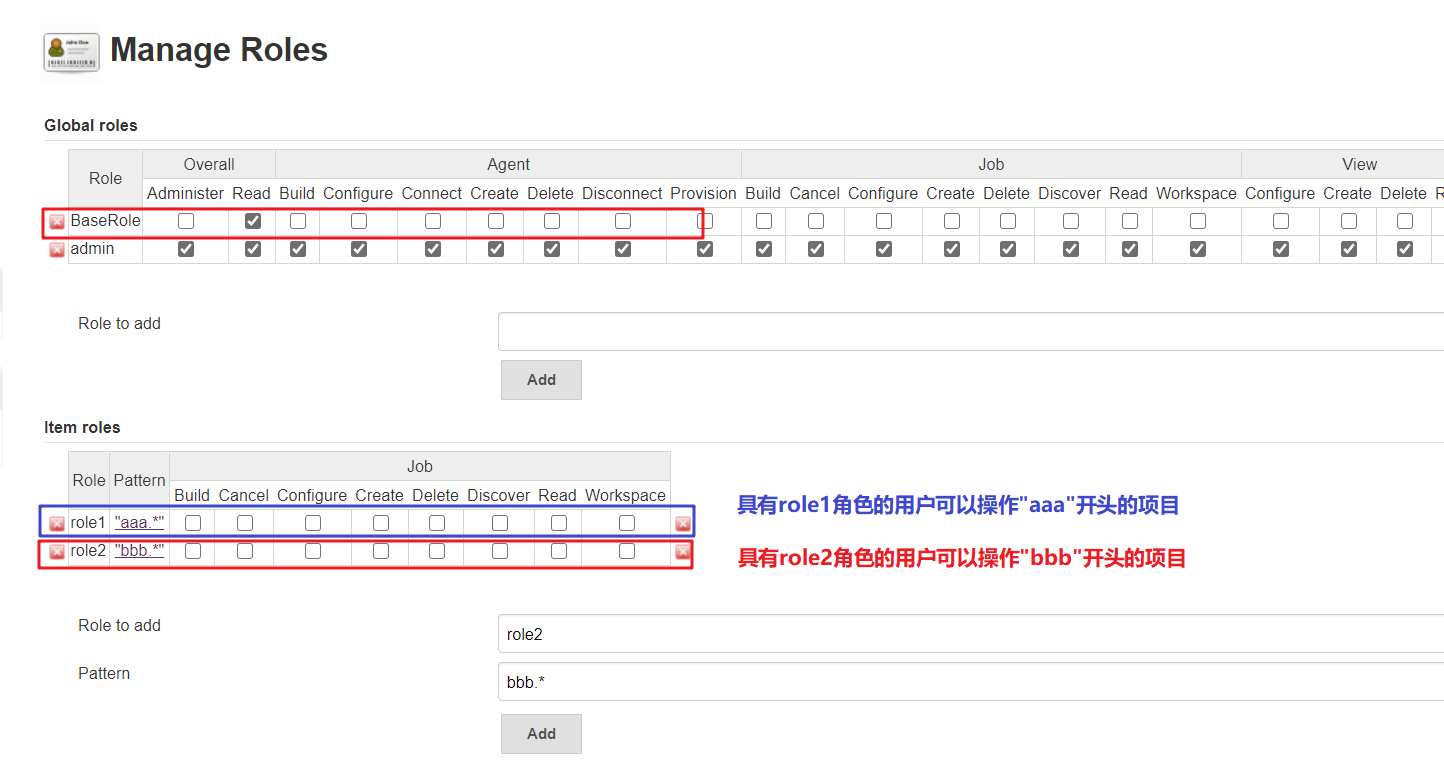 Manage Roles
Global roles
Role Overall Agent Job View
Administer Read Build Configure Connect Create Delete Disconnect Provision Build Cancel Configure Create Delete Discover Read Workspace Configure Create Delete R
BaseRole
admin
Role to add
Add
Item roles
Role Pattern Job
Build Cancel Configure Create Delete Discover Read Workspace
role1 "aaa.*" 具有role1角色的用户可以操作"aaa"开头的项目
role2 "bbb.*" 具有role2角色的用户可以操作"bbb"开头的项目
Role to add role2
Pattern bbb.*
Add